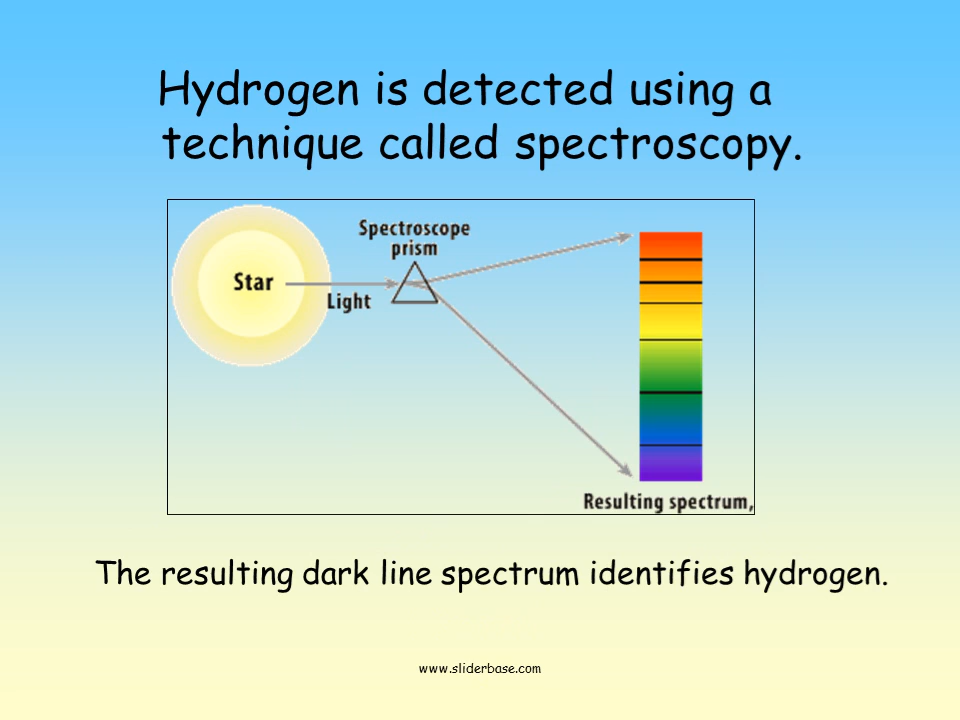 Hydrogen is detected using a
technique called spectroscopy.
Spectroscope
prism
Star
Light
Resulting spectrum,
The resulting dark line spectrum identifies hydrogen.
www.sliderbase.com